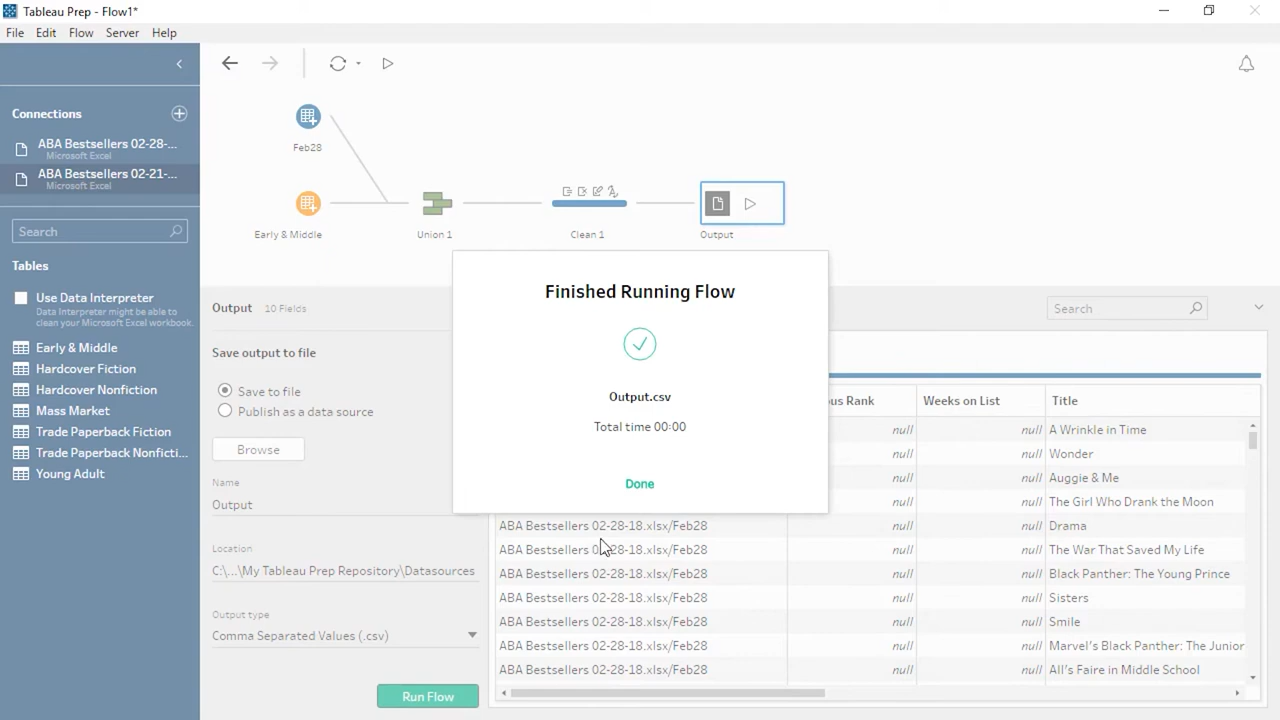 Tableau Prep - Flow1*
File Edit Flow Server Help
Connections
ABA Bestsellers 02-28-...
Microsoft Excel
ABA Bestsellers 02-21-...
Microsoft Excel
Search
Tables
Use Data Interpreter
Data Interpreter might be able to
clean your Microsoft Excel workbook.
Early & Middle
Hardcover Fiction
Hardcover Nonfiction
Mass Market
Trade Paperback Fiction
Trade Paperback Nonficti...
Young Adult
Feb28
Early & Middle
Union 1
Clean 1
Output
Output 10 Fields
Search
Save output to file
Save to file
Publish as a data source
Browse
Name
Output
Location
C:\...\My Tableau Prep Repository\Datasources
Output type
Comma Separated Values (.csv)
Run Flow
Finished Running Flow
Output.csv
Total time 00:00
Done
us Rank Weeks on List Title
null null A Wrinkle in Time
null null Wonder
null null Auggie & Me
null null The Girl Who Drank the Moon
ABA Bestsellers 02-28-18.xlsx/Feb28 null null Drama
ABA Bestsellers 02-28-18.xlsx/Feb28 null null The War That Saved My Life
ABA Bestsellers 02-28-18.xlsx/Feb28 null null Black Panther: The Young Prince
ABA Bestsellers 02-28-18.xlsx/Feb28 null null Sisters
ABA Bestsellers 02-28-18.xlsx/Feb28 null null Smile
ABA Bestsellers 02-28-18.xlsx/Feb28 null null Marvel's Black Panther: The Junior
ABA Bestsellers 02-28-18.xlsx/Feb28 null null All's Faire in Middle School